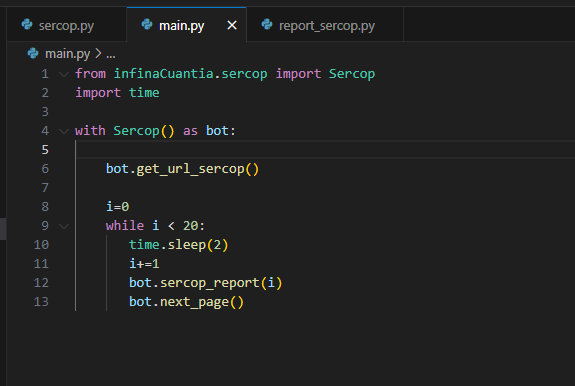 sercop.py main.py × report_sercop.py
main.py > ...
1 from infinaCuantia.sercop import Sercop
2 import time
3
4 with Sercop() as bot:
5
6 bot.get_url_sercop()
7
8 i=0
9 while i < 20:
10 time.sleep(2)
11 i+=1
12 bot.sercop_report(i)
13 bot.next_page()